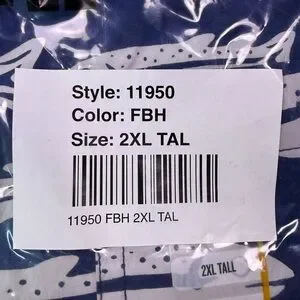 Style: 11950
Color: FBH
Size: 2XL TAL
11950 FBH 2XL TAL
2XL TALL